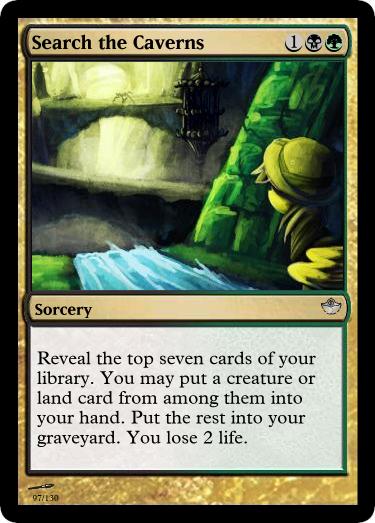 Search the Caverns 1
Sorcery
Reveal the top seven cards of your
library. You may put a creature or
land card from among them into
your hand. Put the rest into your
graveyard. You lose 2 life.
97/130